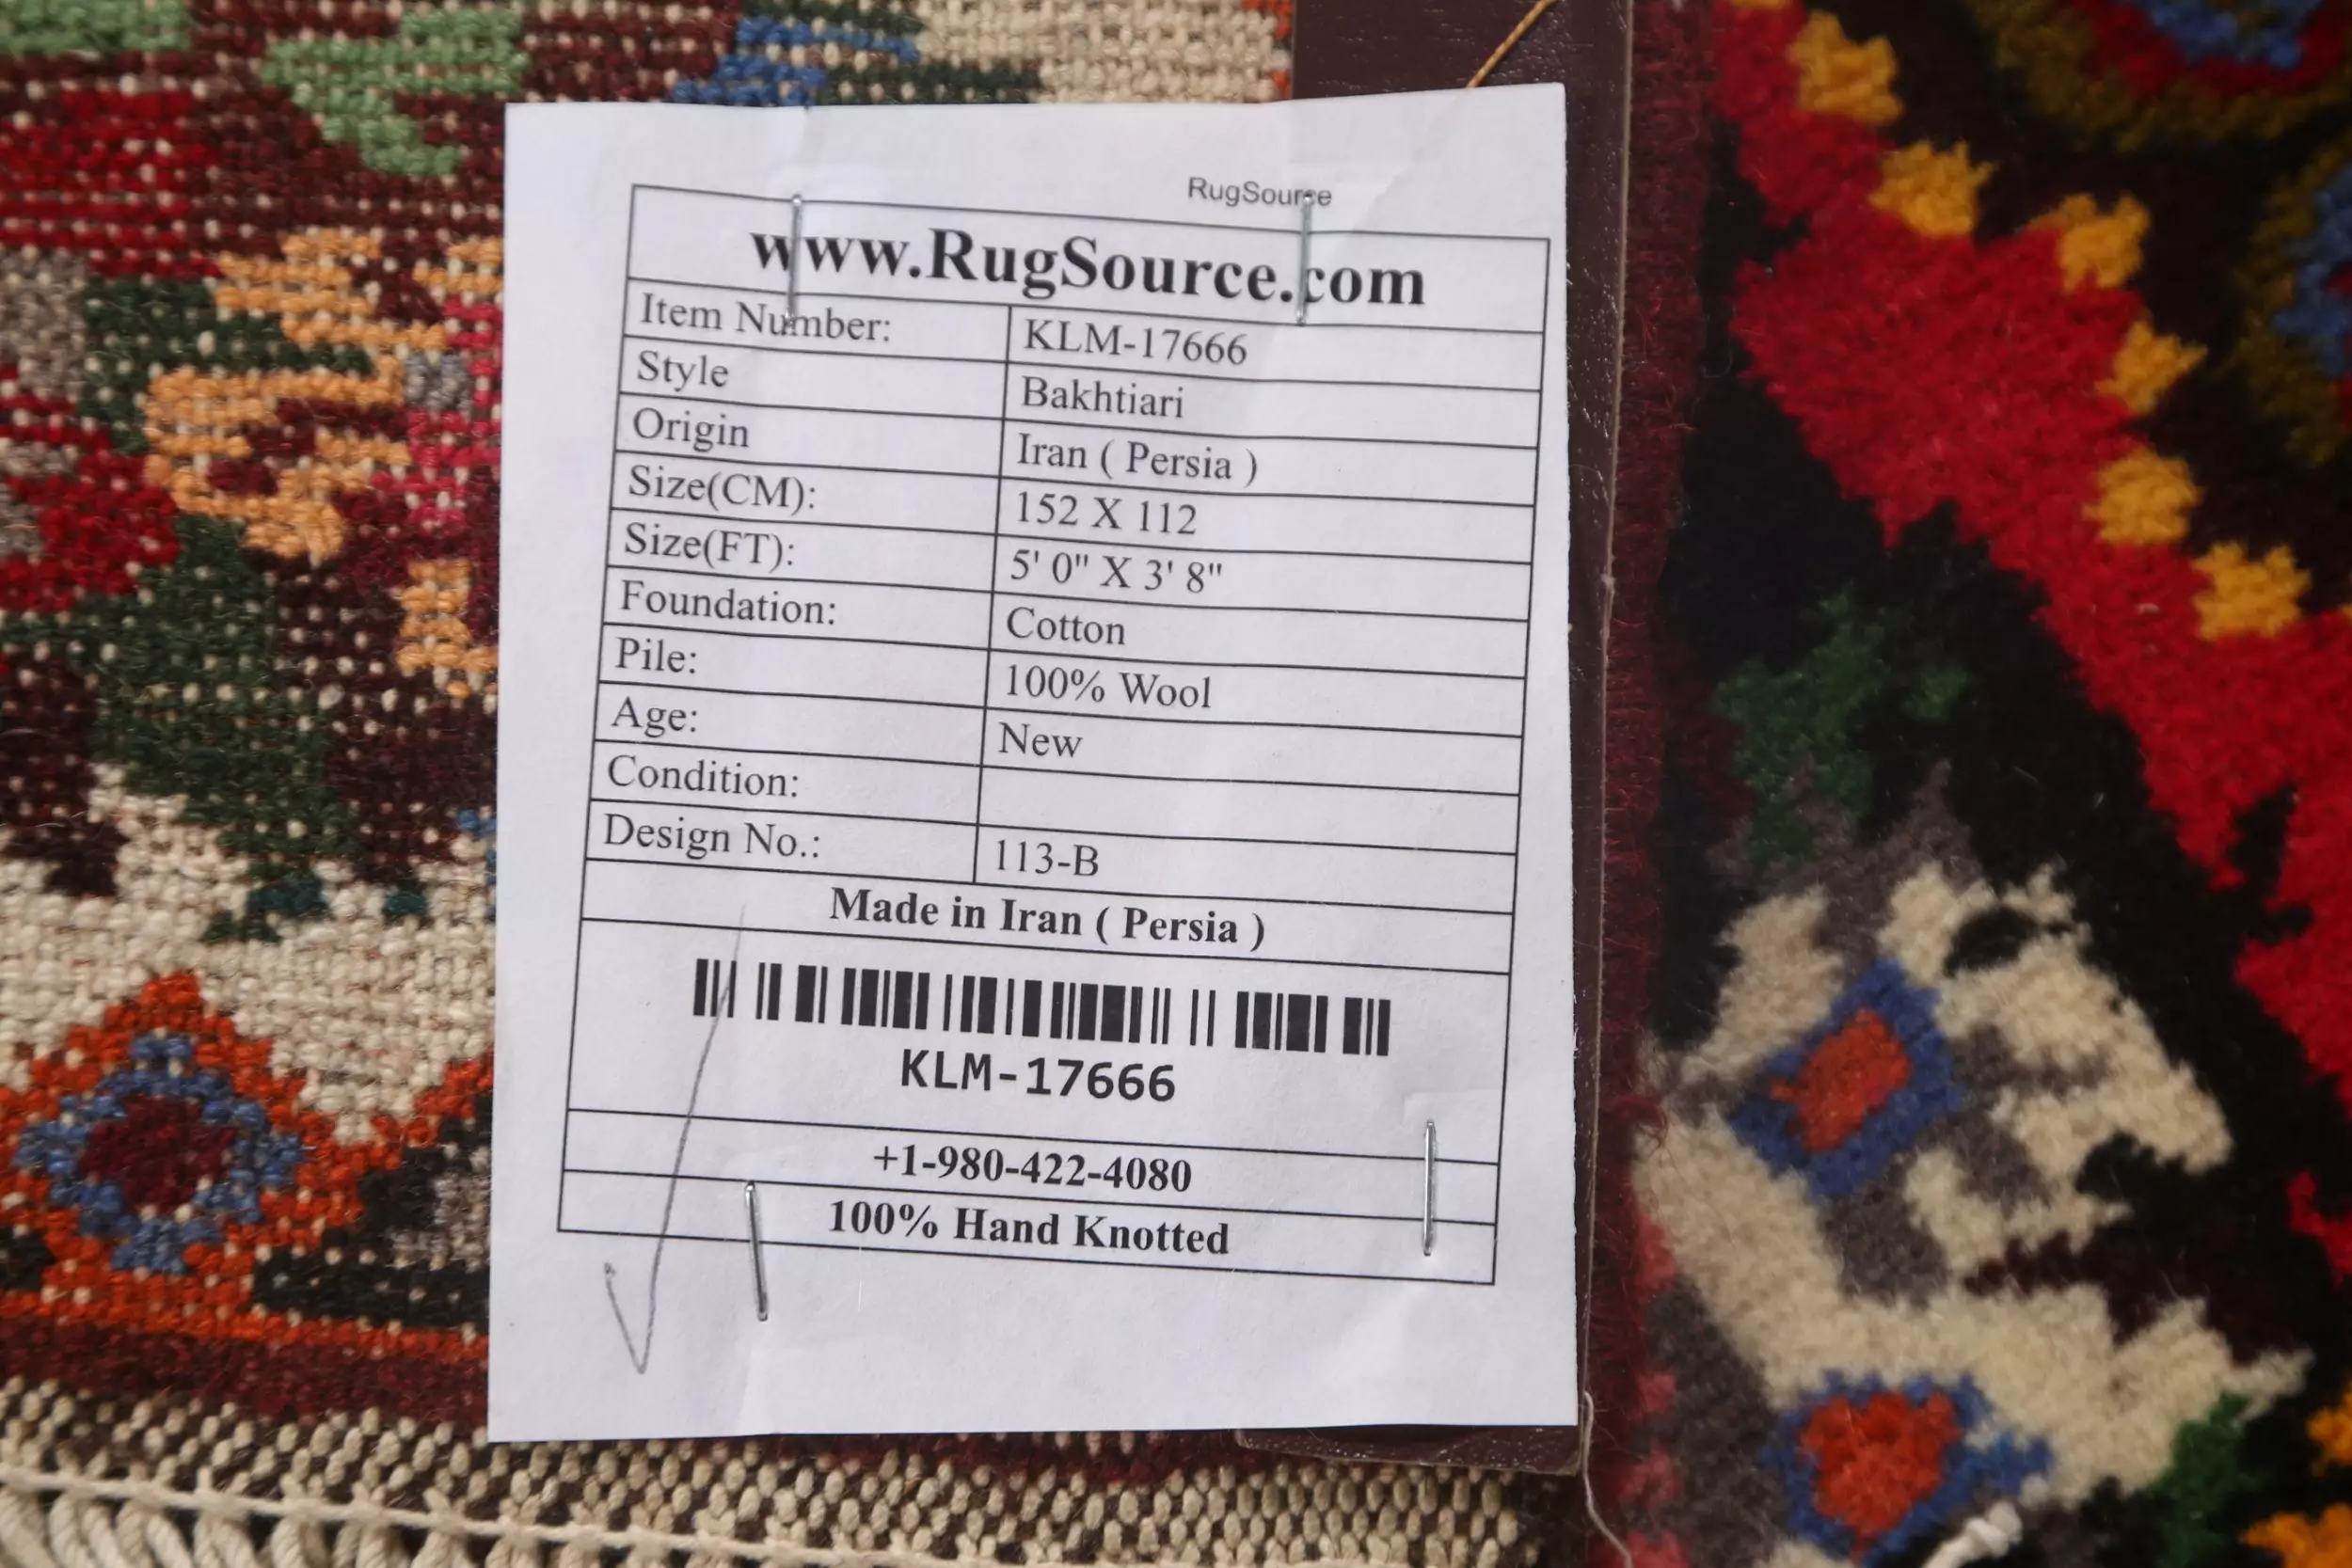 RugSource
www.RugSource.com
Item Number: KLM-17666
Style Bakhtiari
Origin Iran ( Persia )
Size(CM): 152 X 112
Size(FT): 5' 0" X 3' 8"
Foundation: Cotton
Pile: 100% Wool
Age: New
Condition:
Design No.: 113-B
Made in Iran ( Persia )
KLM-17666
+1-980-422-4080
100% Hand Knotted